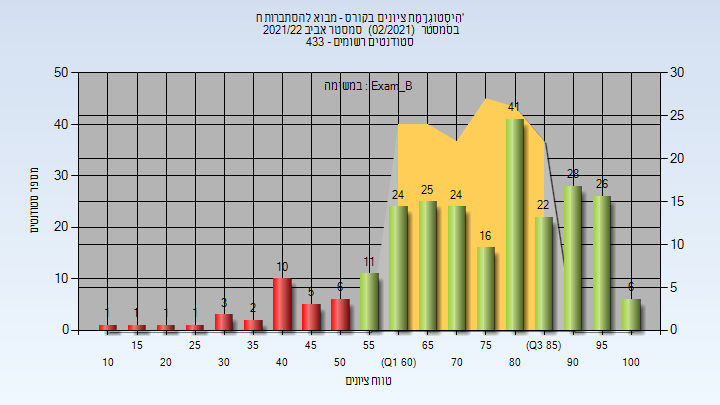 הִיסטוֹגרָמַת ציונים בקורס - מבוא להסתברות ח'
בסמסטר (02/2021) סמסטר אביב 2021/22
סטודנטים רשומים - 433
במשימה : Exam_B
מספר סטודנטים
50 40 30 20 10 0
30 25 20 15 10 5 0
1 1 1 1 3 2 10 5 6 11 24 25 24 16 41 22 28 26 6
15 25 35 45 55 65 75 (Q3 85) 95
10 20 30 40 50 (Q1 60) 70 80 90 100
טווח ציונים